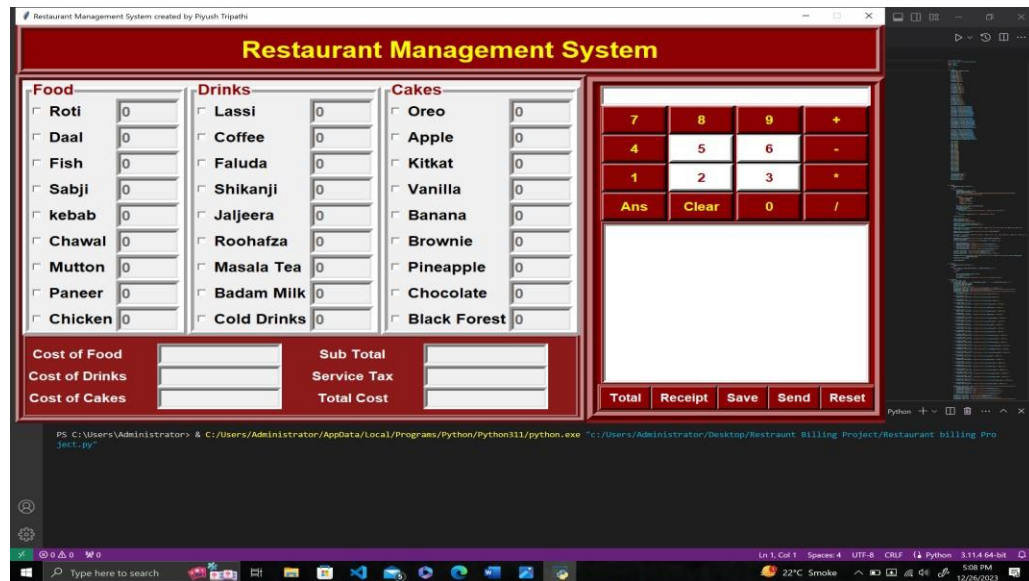 Restaurant Management System created by Piyush Tripathi
Restaurant Management System
Food Drinks Cakes
Roti 0 Lassi 0 Oreo 0
Daal 0 Coffee 0 Apple 0
Fish 0 Faluda 0 Kitkat 0
Sabji 0 Shikanji 0 Vanilla 0
kebab 0 Jaljeera 0 Banana 0
Chawal 0 Roohafza 0 Brownie 0
Mutton 0 Masala Tea 0 Pineapple 0
Paneer 0 Badam Milk 0 Chocolate 0
Chicken 0 Cold Drinks 0 Black Forest 0
Cost of Food Sub Total
Cost of Drinks Service Tax
Cost of Cakes Total Cost
7 8 9 +
4 5 6 -
1 2 3 *
Ans Clear 0 /
Total Receipt Save Send Reset
Python
PS C:\Users\Administrator> & C:/Users/Administrator/AppData/Local/Programs/Python/Python311/python.exe "c:/Users/Administrator/Desktop/Restraunt Billing Project/Restaurant billing Pro
ject.py"
0 0 0 Ln 1, Col 1 Spaces: 4 UTF-8 CRLF Python 3.11.4 64-bit
Type here to search 22°C Smoke 5:08 PM
12/26/2023